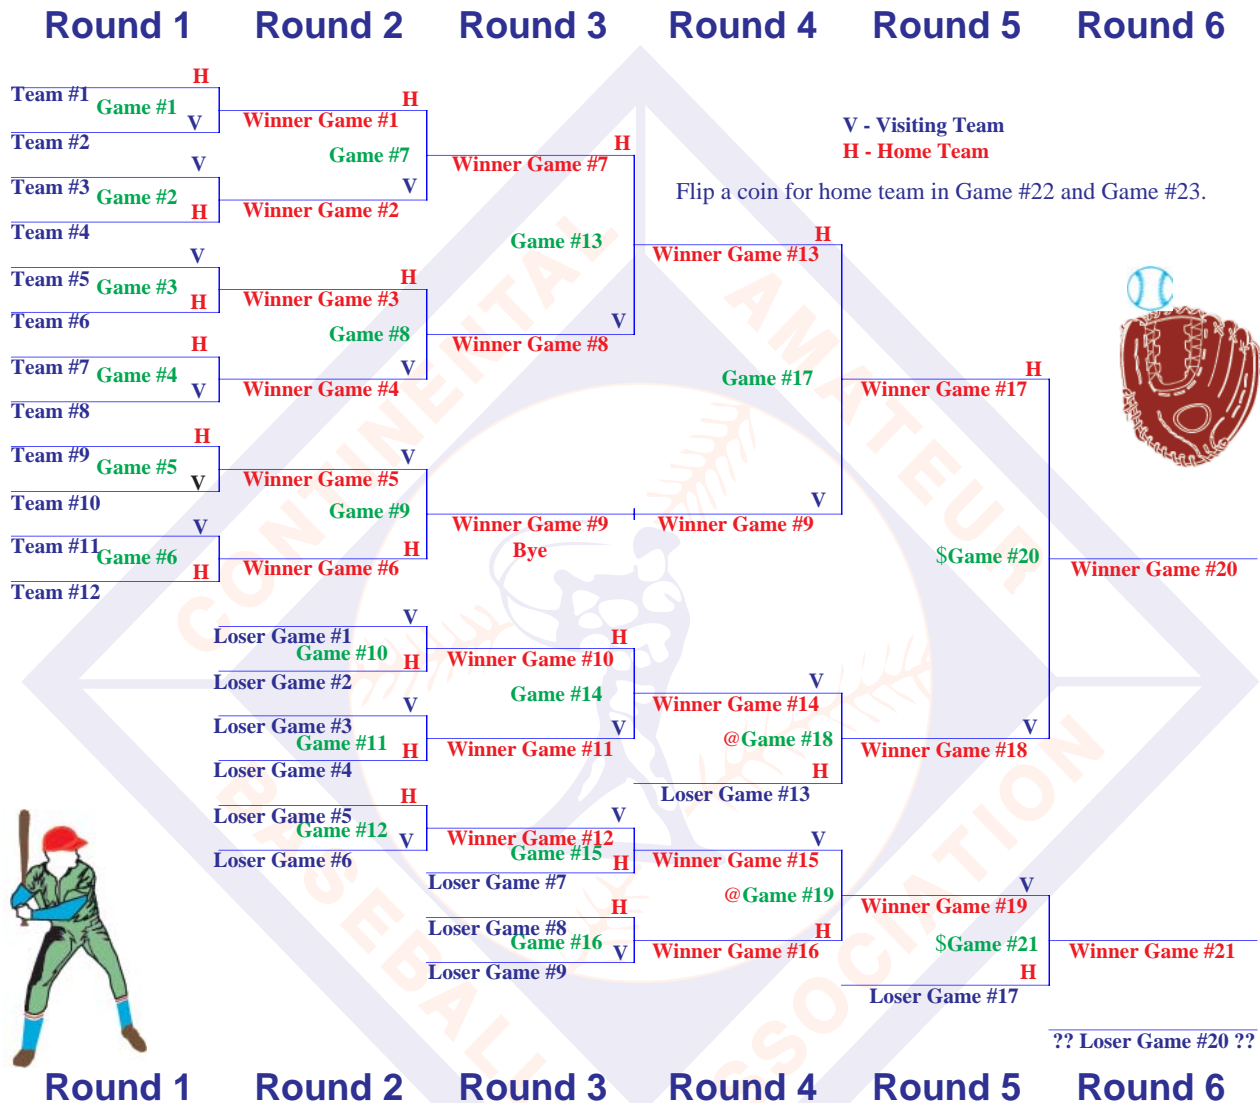 Round 1 Round 2 Round 3 Round 4 Round 5 Round 6
H
Team #1
Game #1
V
Team #2
V
Team #3
Game #2
H
Team #4
V
Team #5
Game #3
H
Team #6
H
Team #7
Game #4
V
Team #8
H
Team #9
Game #5
V
Team #10
V
Team #11
Game #6
H
Team #12
H
Winner Game #1
Game #7
V
Winner Game #2
H
Winner Game #3
Game #8
V
Winner Game #4
V
Winner Game #5
Game #9
H
Winner Game #6
V
Loser Game #1
Game #10
H
Loser Game #2
V
Loser Game #3
Game #11
H
Loser Game #4
H
Loser Game #5
Game #12
V
Loser Game #6
H
Winner Game #7
Game #13
V
Winner Game #8
Winner Game #9
Bye
H
Winner Game #10
Game #14
V
Winner Game #11
V
Winner Game #12
Game #15
H
Loser Game #7
H
Loser Game #8
Game #16
V
Loser Game #9
V - Visiting Team
H - Home Team
Flip a coin for home team in Game #22 and Game #23.
H
Winner Game #13
Game #17
V
Winner Game #9
V
Winner Game #14
@Game #18
H
Loser Game #13
V
Winner Game #15
@Game #19
H
Winner Game #16
H
Winner Game #17
$Game #20
V
Winner Game #18
V
Winner Game #19
$Game #21
H
Loser Game #17
Winner Game #20
Winner Game #21
?? Loser Game #20 ??
CONTINENTAL AMATEUR
BASEBALL ASSOCIATION
Round 1 Round 2 Round 3 Round 4 Round 5 Round 6